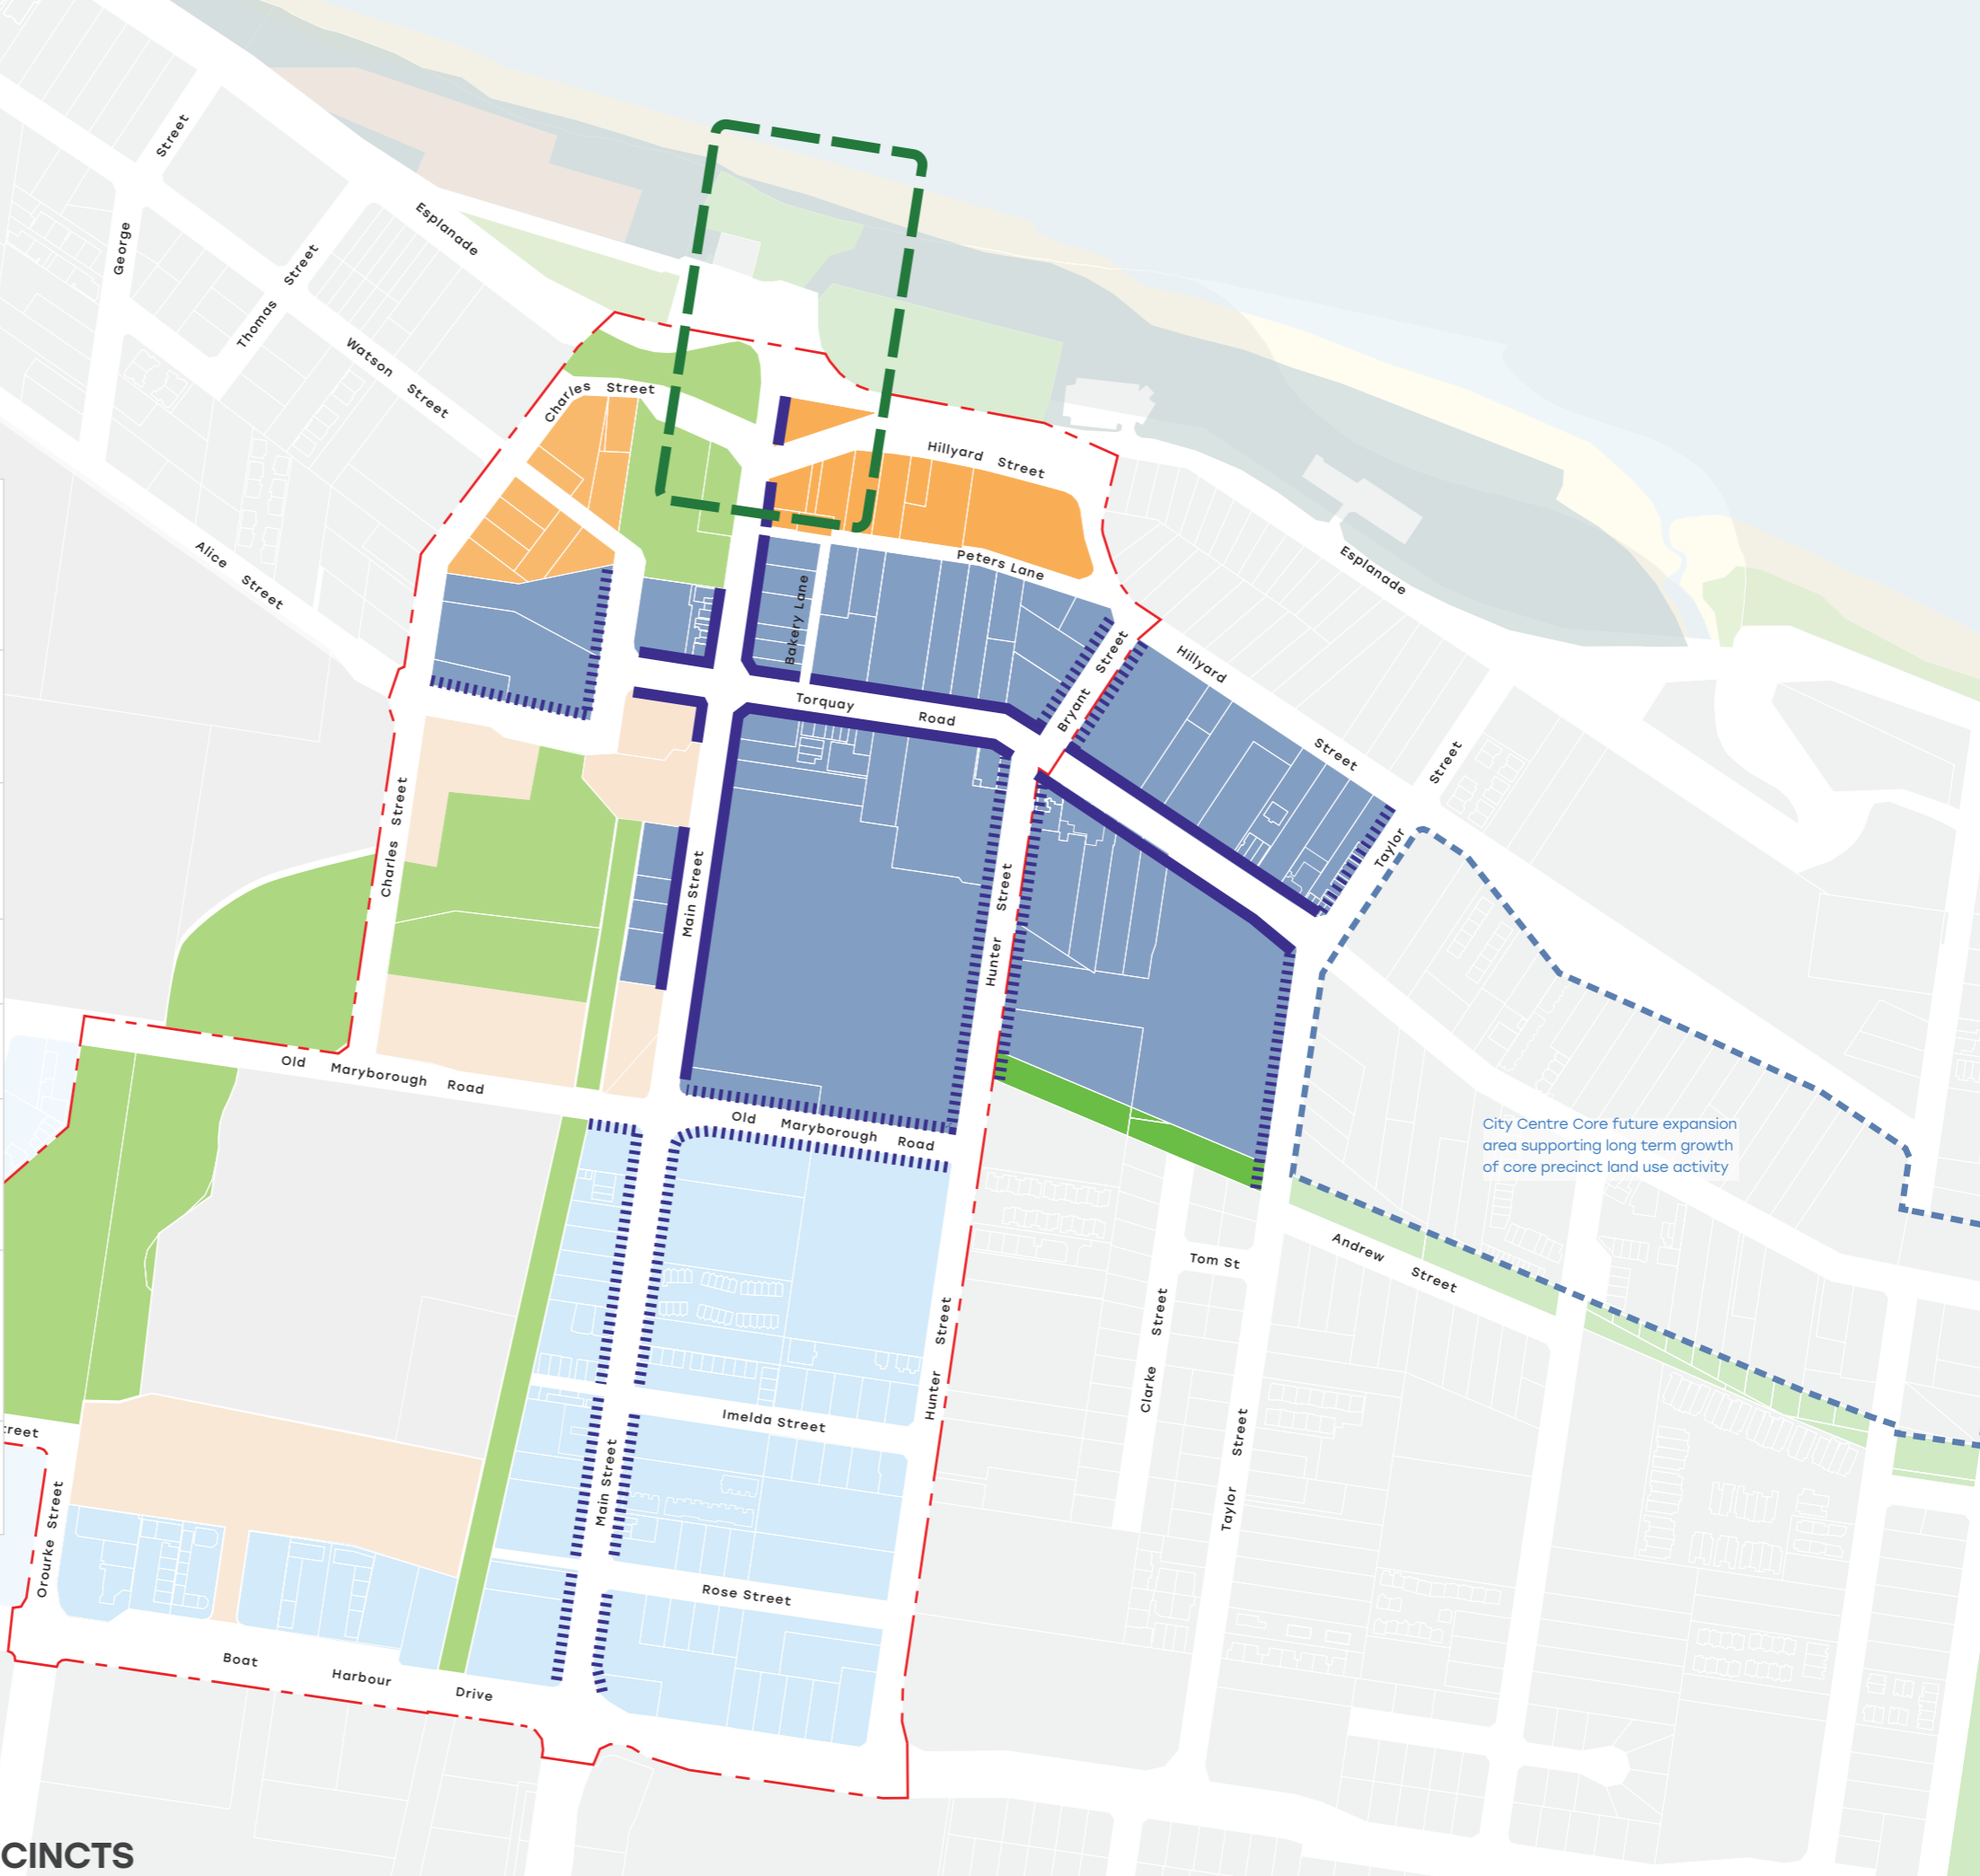 Street
George
Thomas Street
Esplanade
Watson Street
Alice Street
Charles Street
Hillyard Street
Peters Lane
Esplanade
Bakery Lane
Torquay Road
Bryant Street
Hillyard Street
Taylor Street
Charles Street
Main Street
Hunter Street
Old Maryborough Road
Old Maryborough Road
City Centre Core future expansion
area supporting long term growth
of core precinct land use activity
Tom St
Andrew Street
Clarke Street
Hunter Street
Taylor Street
Imelda Street
Main Street
treet
Orourke Street
Rose Street
Boat Harbour Drive
CINCTS